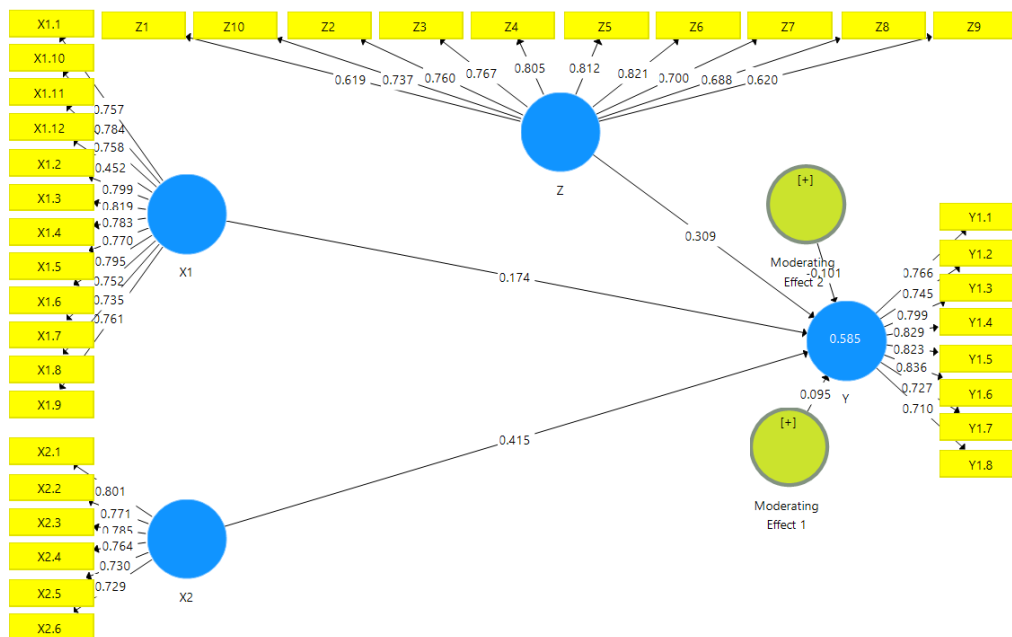 X1.1
Z1
Z10
Z2
Z3
Z4
Z5
Z6
Z7
Z8
Z9
X1.10
X1.11
X1.12
X1.2
X1.3
X1.4
X1.5
X1.6
X1.7
X1.8
X1.9
0.619
0.737
0.760
0.767
0.805
0.812
0.821
0.700
0.688
0.620
0.757
0.784
0.758
0.452
0.799
0.819
0.783
0.770
0.795
0.752
0.735
0.761
Z
X1
[+]
Moderating
Effect 2
-0.101
0.309
0.174
0.415
0.585
Y
0.095
[+]
Moderating
Effect 1
0.766
0.745
0.799
0.829
0.823
0.836
0.727
0.710
Y1.1
Y1.2
Y1.3
Y1.4
Y1.5
Y1.6
Y1.7
Y1.8
X2.1
X2.2
X2.3
X2.4
X2.5
X2.6
0.801
0.771
0.785
0.764
0.730
0.729
X2